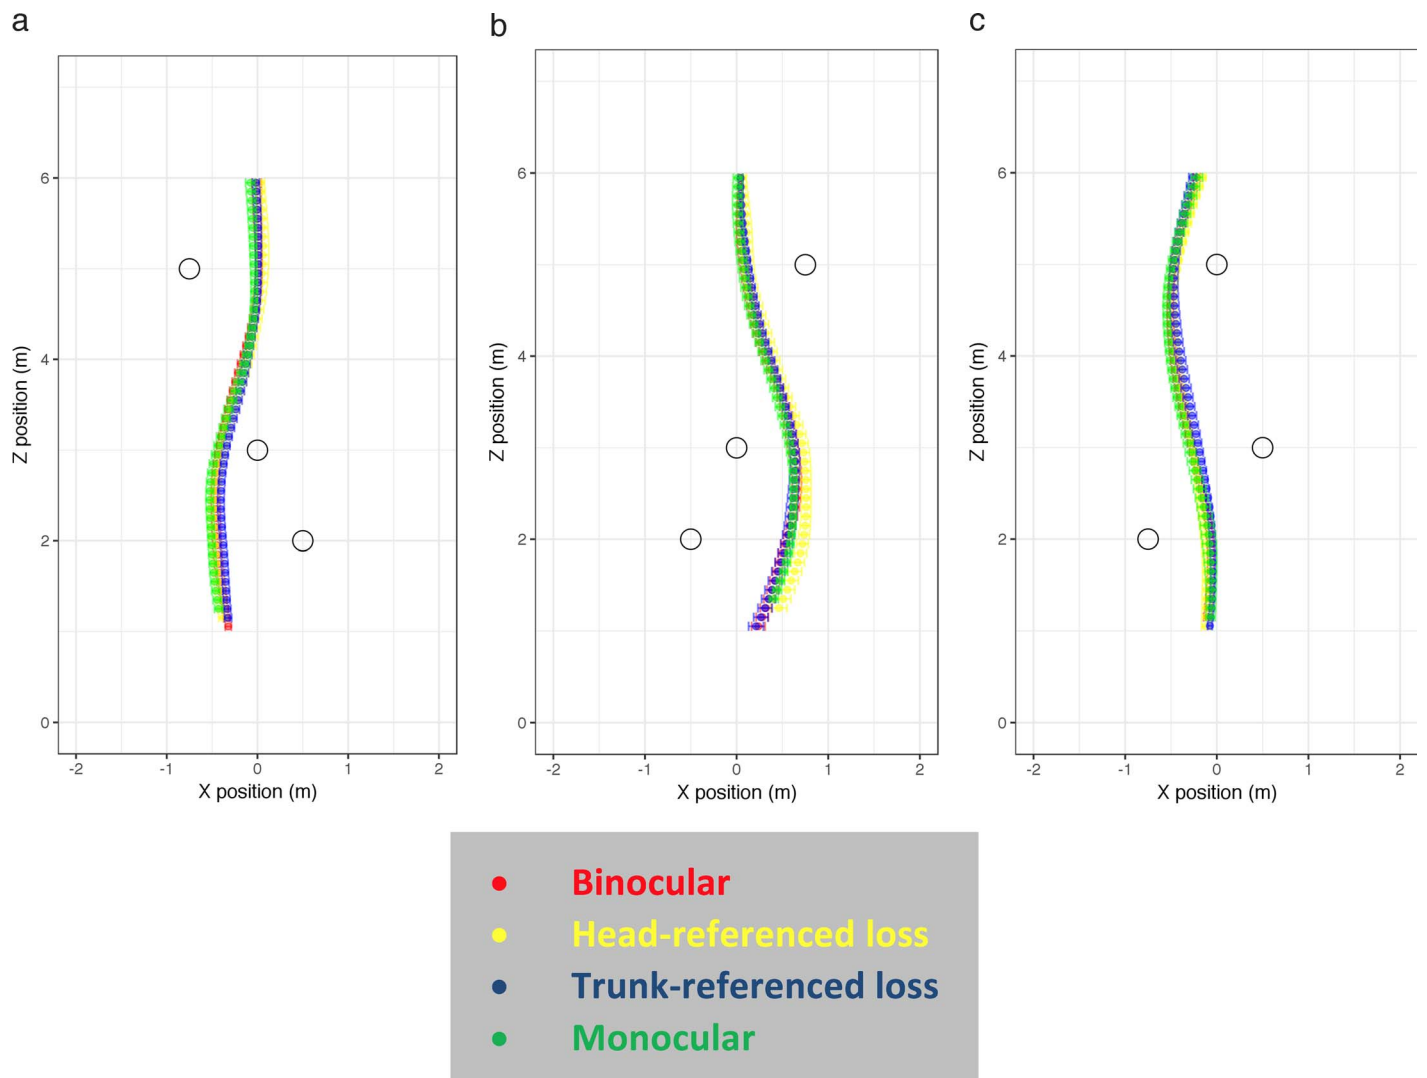 a
b
c
Z position (m)
6
4
2
0
-2 -1 0 1 2
X position (m)
Z position (m)
6
4
2
0
-2 -1 0 1 2
X position (m)
Z position (m)
6
4
2
0
-2 -1 0 1 2
X position (m)
Binocular
Head-referenced loss
Trunk-referenced loss
Monocular